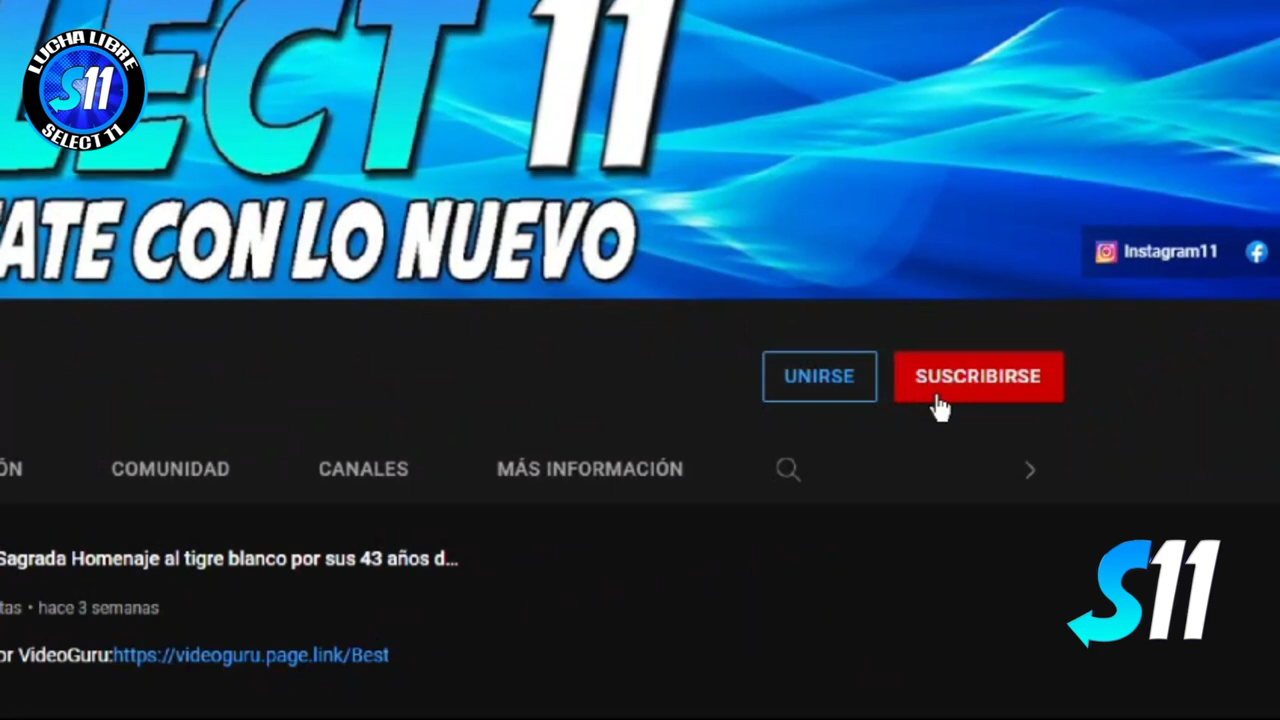 LUCHA LIBRE
S11
SELECT 11
LECT 11
ATE CON LO NUEVO
Instagram11
UNIRSE
SUSCRIBIRSE
ÓN
COMUNIDAD
CANALES
MÁS INFORMACIÓN
Sagrada Homenaje al tigre blanco por sus 43 años d...
tas • hace 3 semanas
or VideoGuru:https://videoguru.page.link/Best
S11